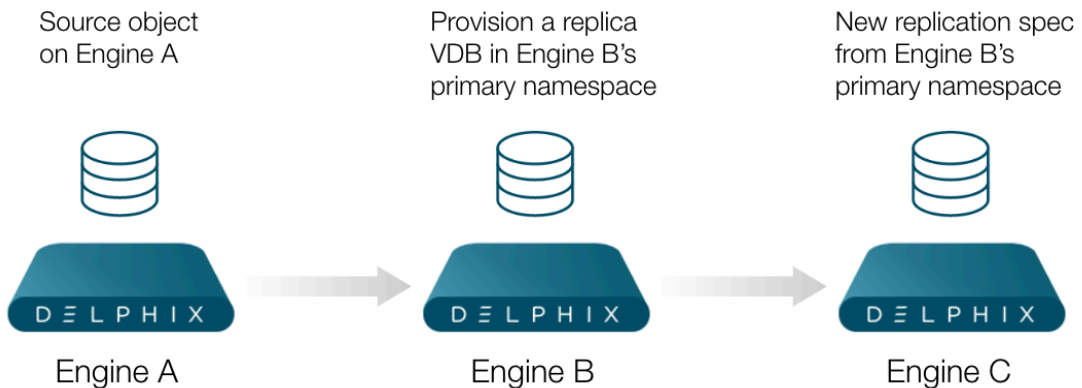 Source object
on Engine A
Provision a replica
VDB in Engine B's
primary namespace
New replication spec
from Engine B's
primary namespace
DELPHIX
DELPHIX
DELPHIX
Engine A
Engine B
Engine C